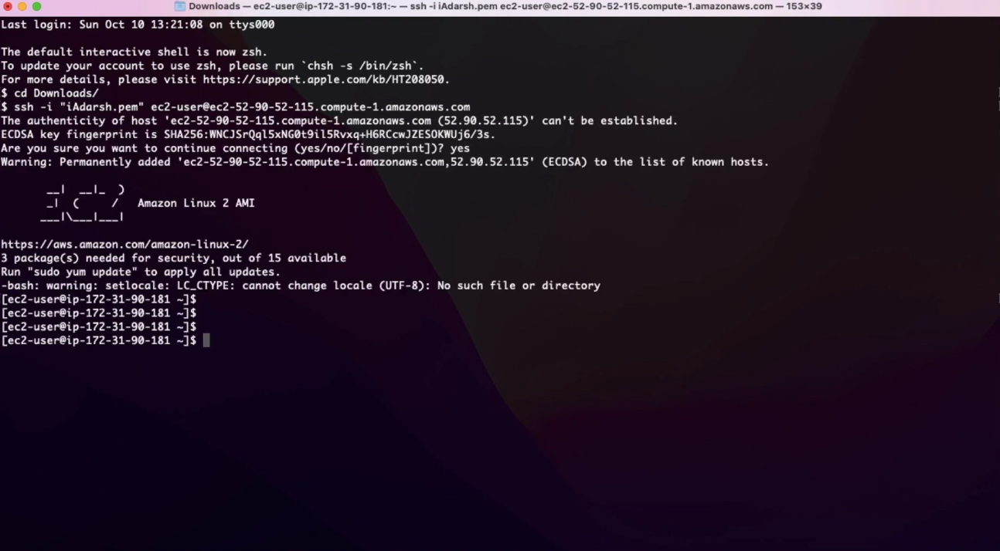 Downloads — ec2-user@ip-172-31-90-181:~ — ssh -i iAdarsh.pem ec2-user@ec2-52-90-52-115.compute-1.amazonaws.com — 153×39
Last login: Sun Oct 10 13:21:08 on ttys000
The default interactive shell is now zsh.
To update your account to use zsh, please run `chsh -s /bin/zsh`.
For more details, please visit https://support.apple.com/kb/HT208050.
$ cd Downloads/
$ ssh -i "iAdarsh.pem" ec2-user@ec2-52-90-52-115.compute-1.amazonaws.com
The authenticity of host 'ec2-52-90-52-115.compute-1.amazonaws.com (52.90.52.115)' can't be established.
ECDSA key fingerprint is SHA256:WNCJSrQql5xNG0t9il5Rvxq+H6RCcwJZESOKWUj6/3s.
Are you sure you want to continue connecting (yes/no/[fingerprint])? yes
Warning: Permanently added 'ec2-52-90-52-115.compute-1.amazonaws.com,52.90.52.115' (ECDSA) to the list of known hosts.
       __|  __|_  )
       _|  (     /   Amazon Linux 2 AMI
      ___|\___|___|
https://aws.amazon.com/amazon-linux-2/
3 package(s) needed for security, out of 15 available
Run "sudo yum update" to apply all updates.
-bash: warning: setlocale: LC_CTYPE: cannot change locale (UTF-8): No such file or directory
[ec2-user@ip-172-31-90-181 ~]$
[ec2-user@ip-172-31-90-181 ~]$
[ec2-user@ip-172-31-90-181 ~]$
[ec2-user@ip-172-31-90-181 ~]$